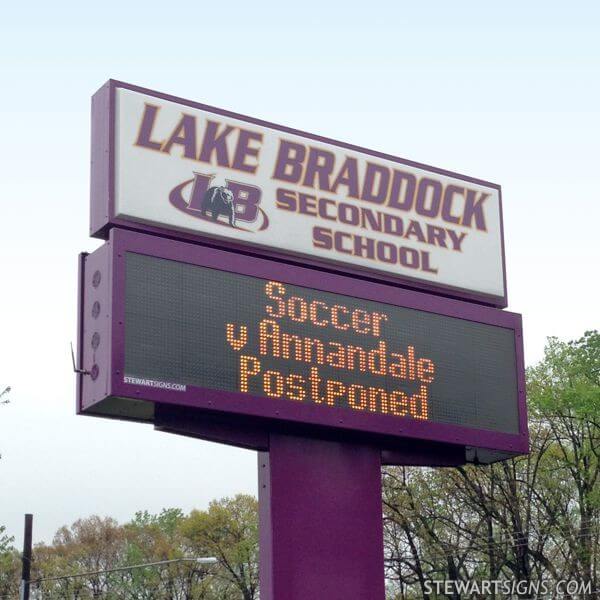 LAKE BRADDOCK
LB
SECONDARY
SCHOOL
Soccer
v Annandale
Postponed
STEWARTSIGNS.COM
STEWARTSIGNS.COM